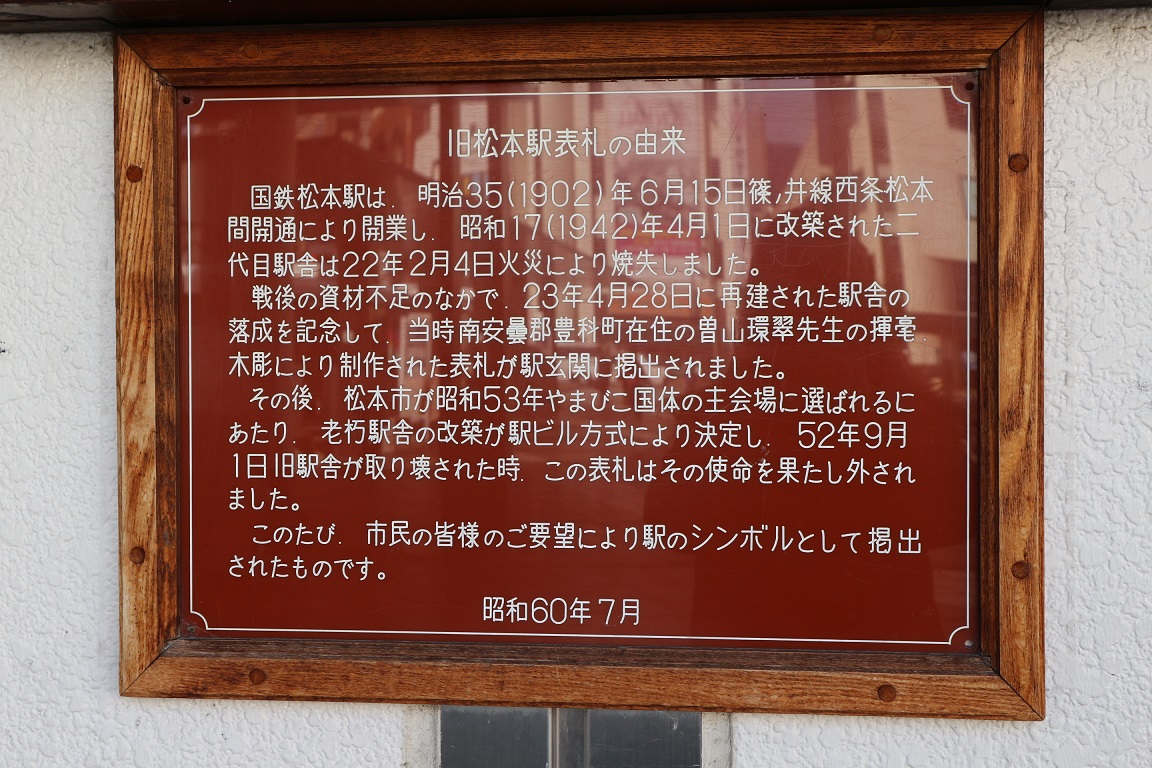 旧松本駅表札の由来
国鉄松本駅は、明治35(1902)年6月15日篠ノ井線西条松本
間開通により開業し、昭和17(1942)年4月1日に改築された二
代目駅舎は22年2月4日火災により焼失しました。
戦後の資材不足のなかで、23年4月28日に再建された駅舎の
落成を記念して、当時南安曇郡豊科町在住の曽山環翠先生の揮毫、
木彫により制作された表札が駅玄関に掲出されました。
その後、松本市が昭和53年やまびこ国体の主会場に選ばれるに
あたり、老朽駅舎の改築が駅ビル方式により決定し、52年9月
1日旧駅舎が取り壊された時、この表札はその使命を果たし外され
ました。
このたび、市民の皆様のご要望により駅のシンボルとして掲出
されたものです。
昭和60年7月